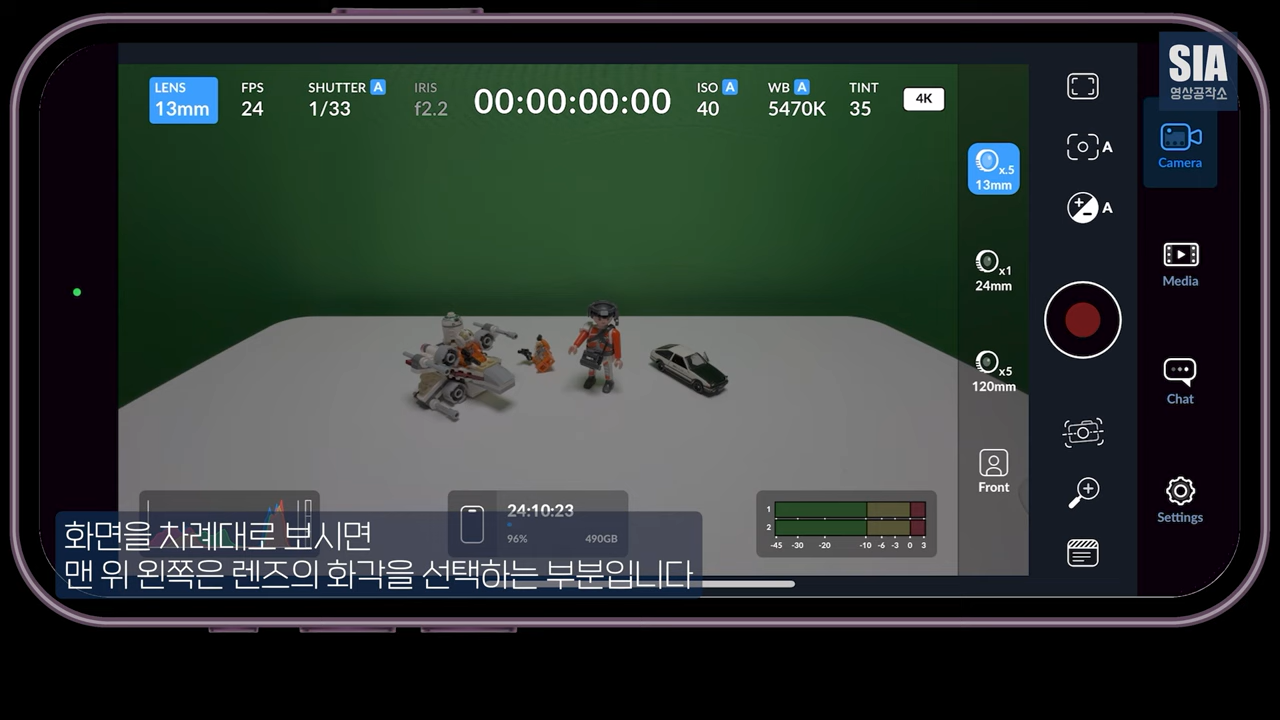 LENS
13mm
FPS
24
SHUTTER A
1/33
IRIS
f2.2
00:00:00:00
ISO A
40
WB A
5470K
TINT
35
4K
SIA
영상공작소
x.5
13mm
x1
24mm
x5
120mm
Front
A
A
Camera
Media
Chat
Settings
24:10:23
96% 490GB
1
2
-45 -30 -20 -10 -6 -3 0 3
화면을 차례대로 보시면
맨 위 왼쪽은 렌즈의 화각을 선택하는 부분입니다